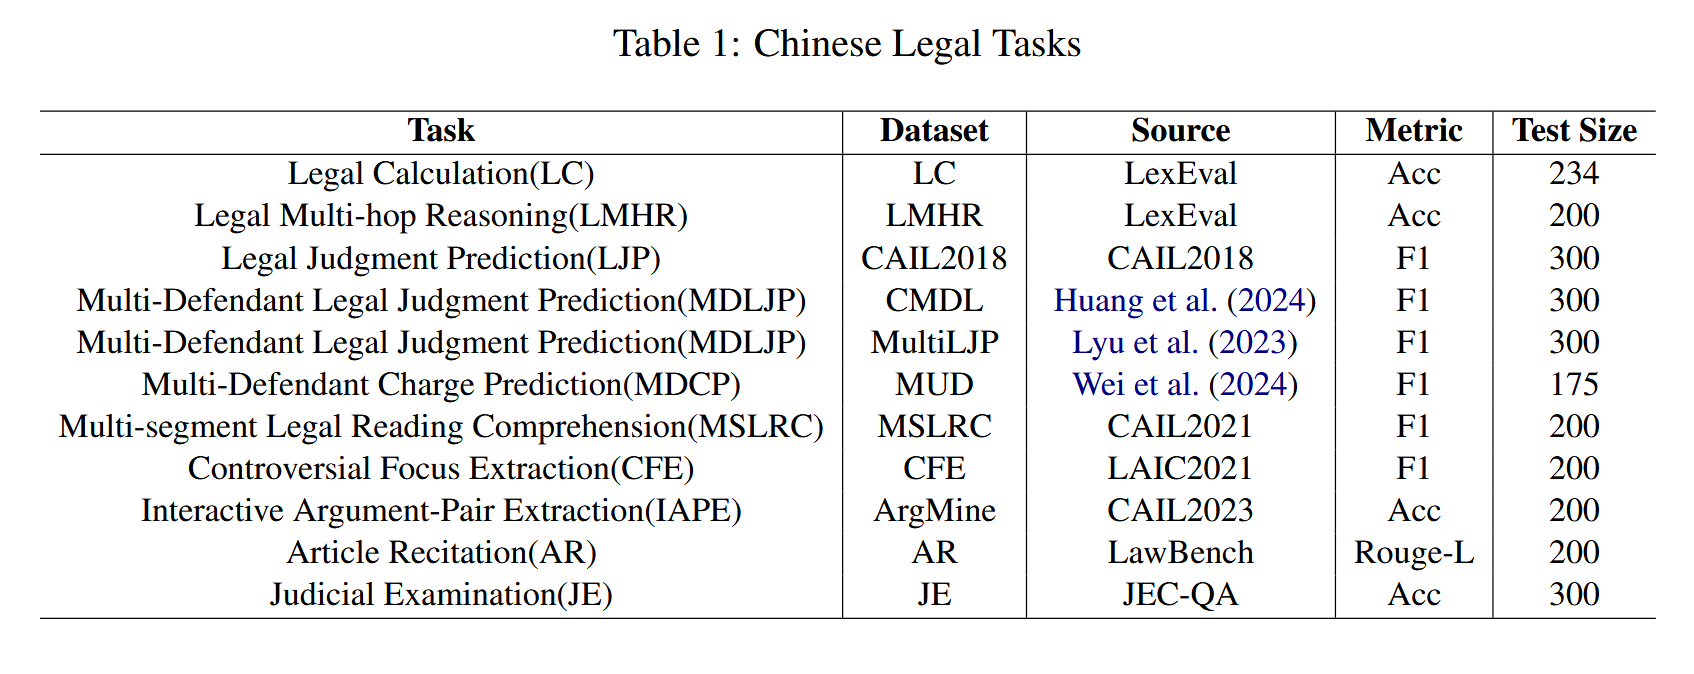 Table 1: Chinese Legal Tasks
Task Dataset Source Metric Test Size
Legal Calculation(LC) LC LexEval Acc 234
Legal Multi-hop Reasoning(LMHR) LMHR LexEval Acc 200
Legal Judgment Prediction(LJP) CAIL2018 CAIL2018 F1 300
Multi-Defendant Legal Judgment Prediction(MDLJP) CMDL Huang et al. (2024) F1 300
Multi-Defendant Legal Judgment Prediction(MDLJP) MultiLJP Lyu et al. (2023) F1 300
Multi-Defendant Charge Prediction(MDCP) MUD Wei et al. (2024) F1 175
Multi-segment Legal Reading Comprehension(MSLRC) MSLRC CAIL2021 F1 200
Controversial Focus Extraction(CFE) CFE LAIC2021 F1 200
Interactive Argument-Pair Extraction(IAPE) ArgMine CAIL2023 Acc 200
Article Recitation(AR) AR LawBench Rouge-L 200
Judicial Examination(JE) JE JEC-QA Acc 300